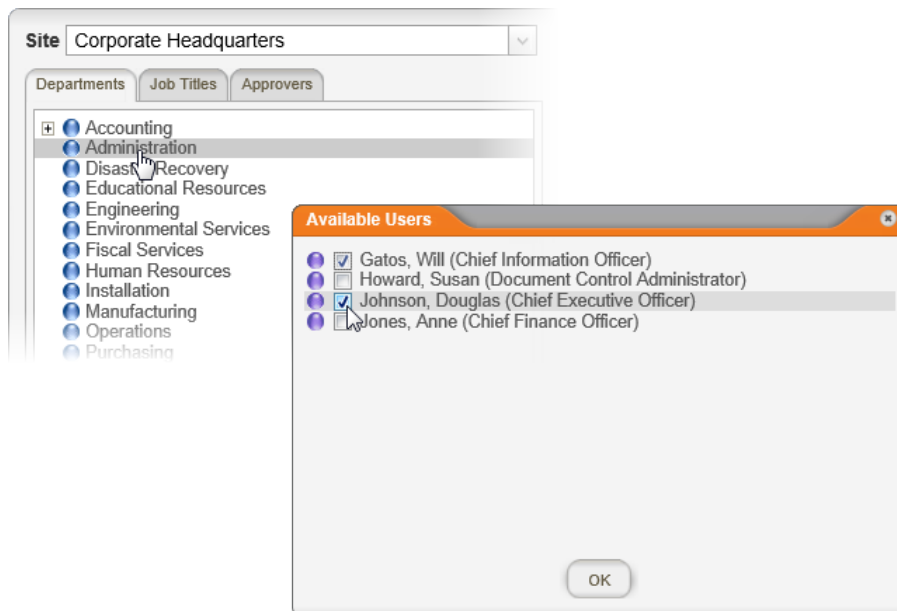 Site Corporate Headquarters
Departments Job Titles Approvers
Accounting
Administration
Disaster Recovery
Educational Resources
Engineering
Environmental Services
Fiscal Services
Human Resources
Installation
Manufacturing
Operations
Purchasing
Available Users
Gatos, Will (Chief Information Officer)
Howard, Susan (Document Control Administrator)
Johnson, Douglas (Chief Executive Officer)
Jones, Anne (Chief Finance Officer)
OK